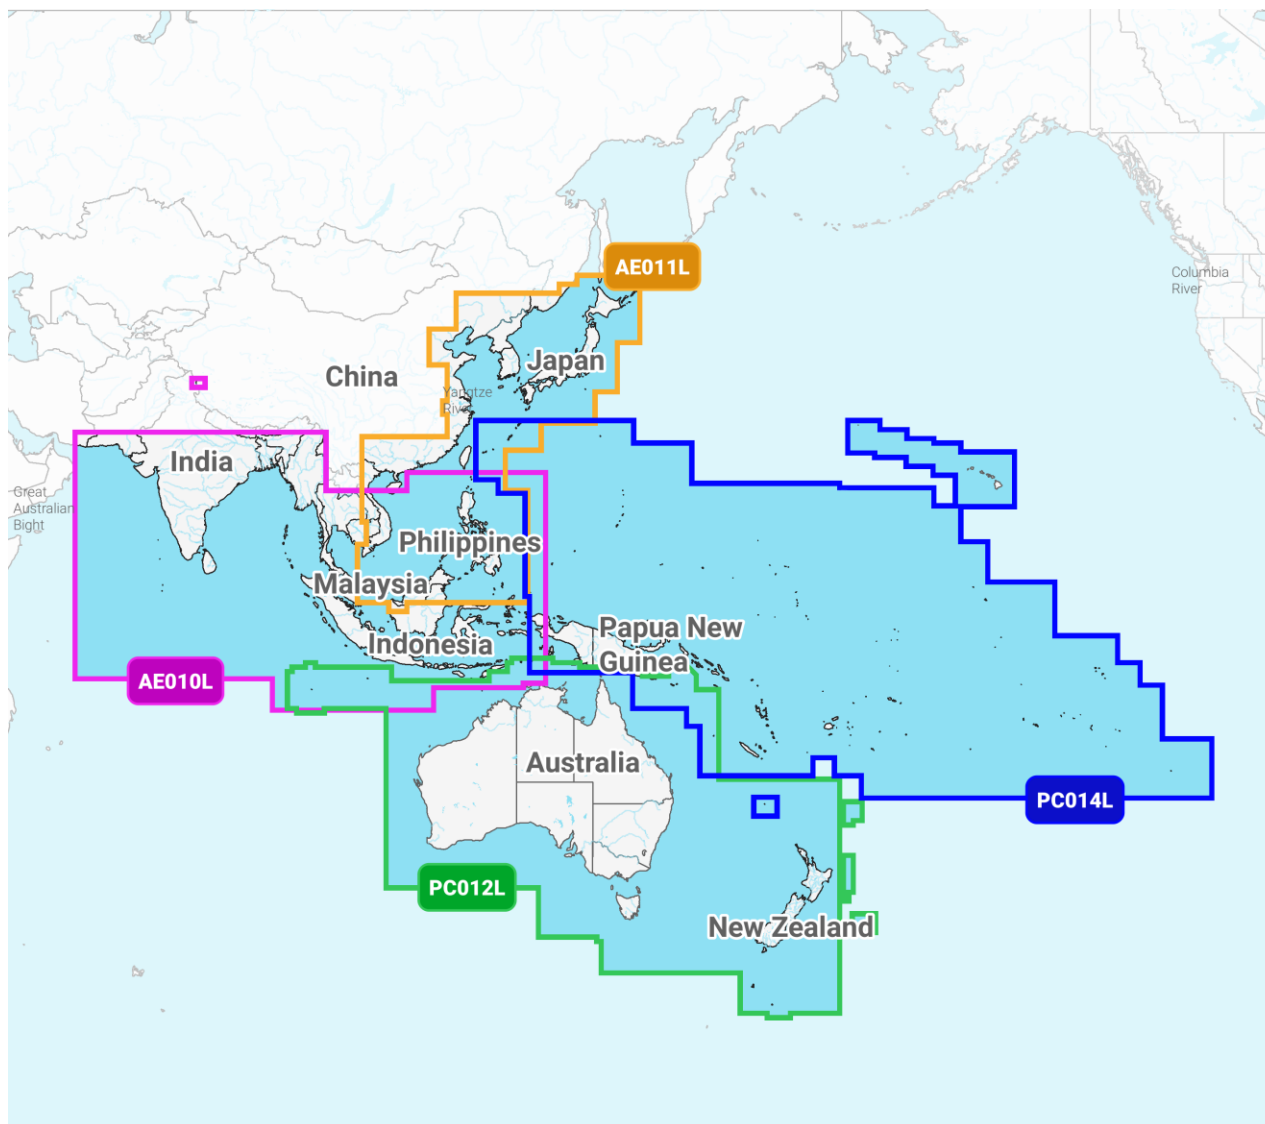 AE011L
Columbia
River
Japan
China
Yangtze
River
India
Great
Australian
Bight
Philippines
Malaysia
Papua New
Guinea
Indonesia
AE010L
Australia
PC014L
PC012L
New Zealand